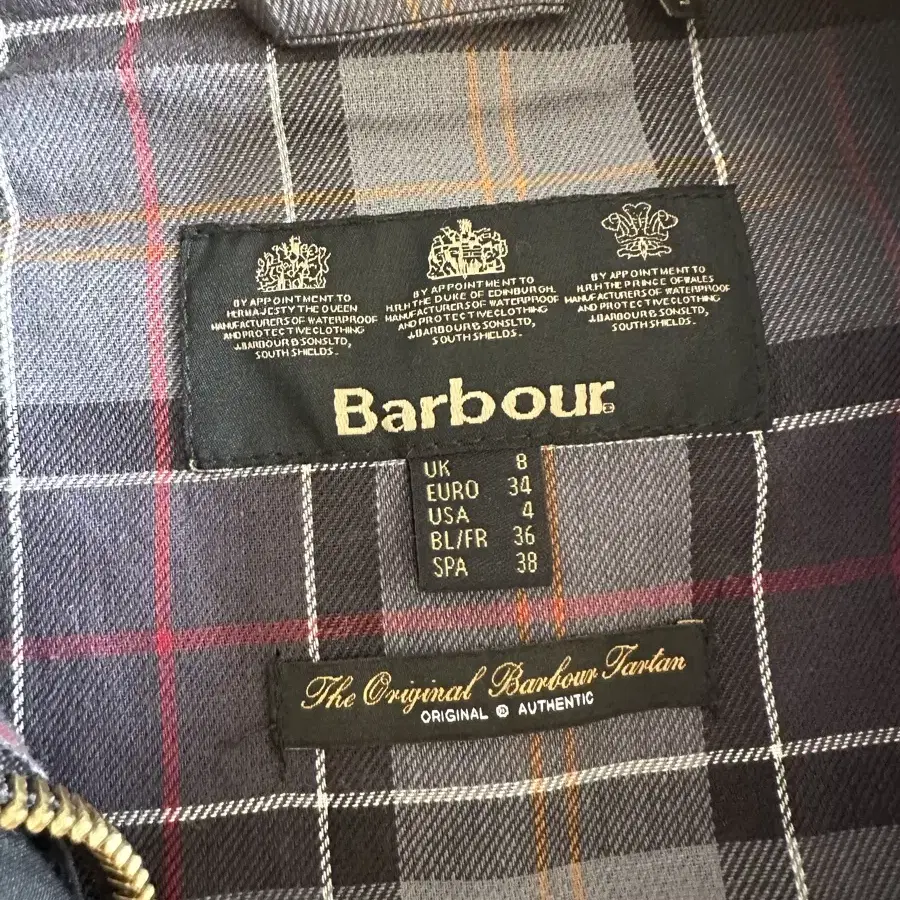 BY APPOINTMENT TO
HER MAJESTY THE QUEEN
MANUFACTURERS OF WATERPROOF
AND PROTECTIVE CLOTHING
J.BARBOUR & SONS LTD,
SOUTH SHIELDS.
BY APPOINTMENT TO
H.R.H THE DUKE OF EDINBURGH
MANUFACTURERS OF WATERPROOF
AND PROTECTIVE CLOTHING
J.BARBOUR & SONS LTD,
SOUTH SHIELDS.
BY APPOINTMENT TO
H.R.H THE PRINCE OF WALES
MANUFACTURERS OF WATERPROOF
AND PROTECTIVE CLOTHING
J.BARBOUR & SONS LTD,
SOUTH SHIELDS.
Barbour®
UK 8
EURO 34
USA 4
BL/FR 36
SPA 38
The Original Barbour Tartan
ORIGINAL ® AUTHENTIC